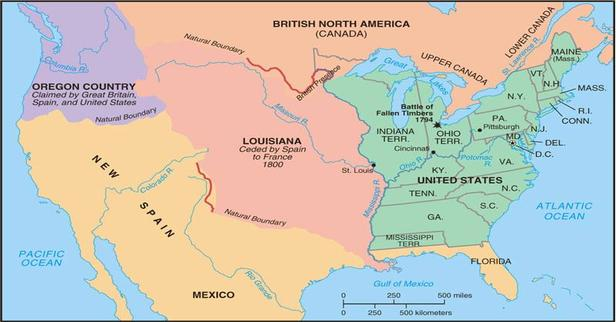 BRITISH NORTH AMERICA
(CANADA)
Natural Boundary
British Presence
Great
Lakes
UPPER CANADA
LOWER CANADA
St. Lawrence R.
MAINE
(Mass.)
VT.
N.H.
MASS.
N.Y.
R.I.
CONN.
Columbia R.
OREGON COUNTRY
Claimed by Great Britain,
Spain, and United States
Natural Boundary
Missouri R.
Battle of
Fallen Timbers
1794
INDIANA
TERR.
OHIO
TERR.
PA.
Pittsburgh
N.J.
MD.
DEL.
D.C.
LOUISIANA
Ceded by Spain
to France
1800
Cincinnati
Ohio R.
Potomac
R.
VA.
St. Louis
KY.
UNITED STATES
NEW SPAIN
Colorado R.
Mississippi R.
TENN.
N.C.
S.C.
GA.
Natural Boundary
MISSISSIPPI
TERR.
ATLANTIC
OCEAN
PACIFIC
OCEAN
FLORIDA
Rio Grande
Gulf of Mexico
MEXICO
0 250 500 miles
0 250 500 kilometers